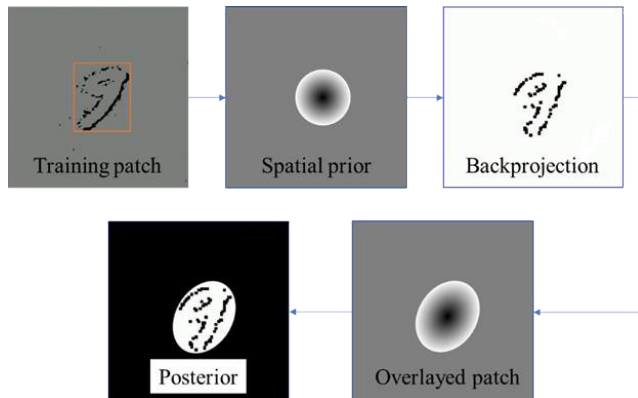 Training patch
Spatial prior
Backprojection
Posterior
Overlayed patch